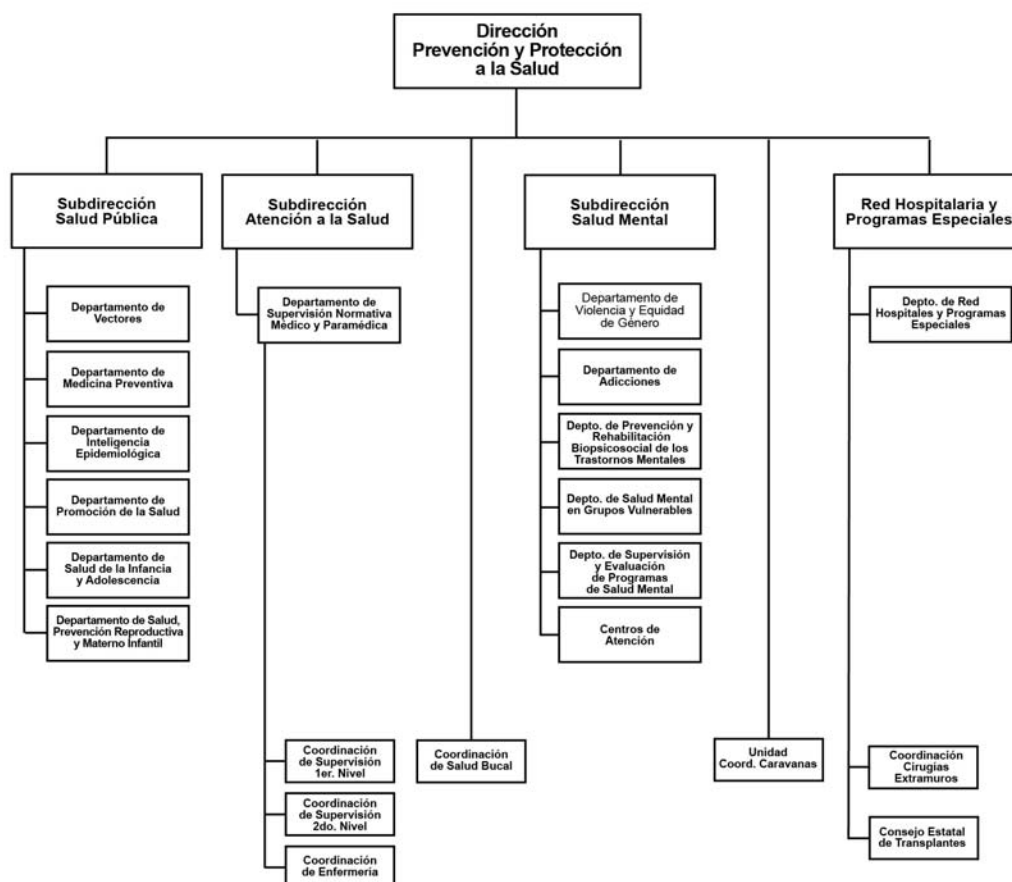 Dirección
Prevención y Protección
a la Salud
Subdirección
Salud Pública
Subdirección
Atención a la Salud
Subdirección
Salud Mental
Red Hospitalaria y
Programas Especiales
Departamento de
Vectores
Departamento de
Medicina Preventiva
Departamento de
Inteligencia
Epidemiológica
Departamento de
Promoción de la Salud
Departamento de
Salud de la Infancia
y Adolescencia
Departamento de Salud,
Prevención Reproductiva
y Materno Infantil
Departamento de
Supervisión Normativa
Médico y Paramédica
Coordinación
de Supervisión
1er. Nivel
Coordinación
de Supervisión
2do. Nivel
Coordinación
de Enfermería
Coordinación
de Salud Bucal
Departamento de
Violencia y Equidad
de Género
Departamento de
Adicciones
Depto. de Prevención y
Rehabilitación
Biopsicosocial de los
Trastornos Mentales
Depto. de Salud Mental
en Grupos Vulnerables
Depto. de Supervisión
y Evaluación
de Programas
de Salud Mental
Centros de
Atención
Unidad
Coord. Caravanas
Depto. de Red
Hospitales y Programas
Especiales
Coordinación
Cirugías
Extramuros
Consejo Estatal
de Transplantes